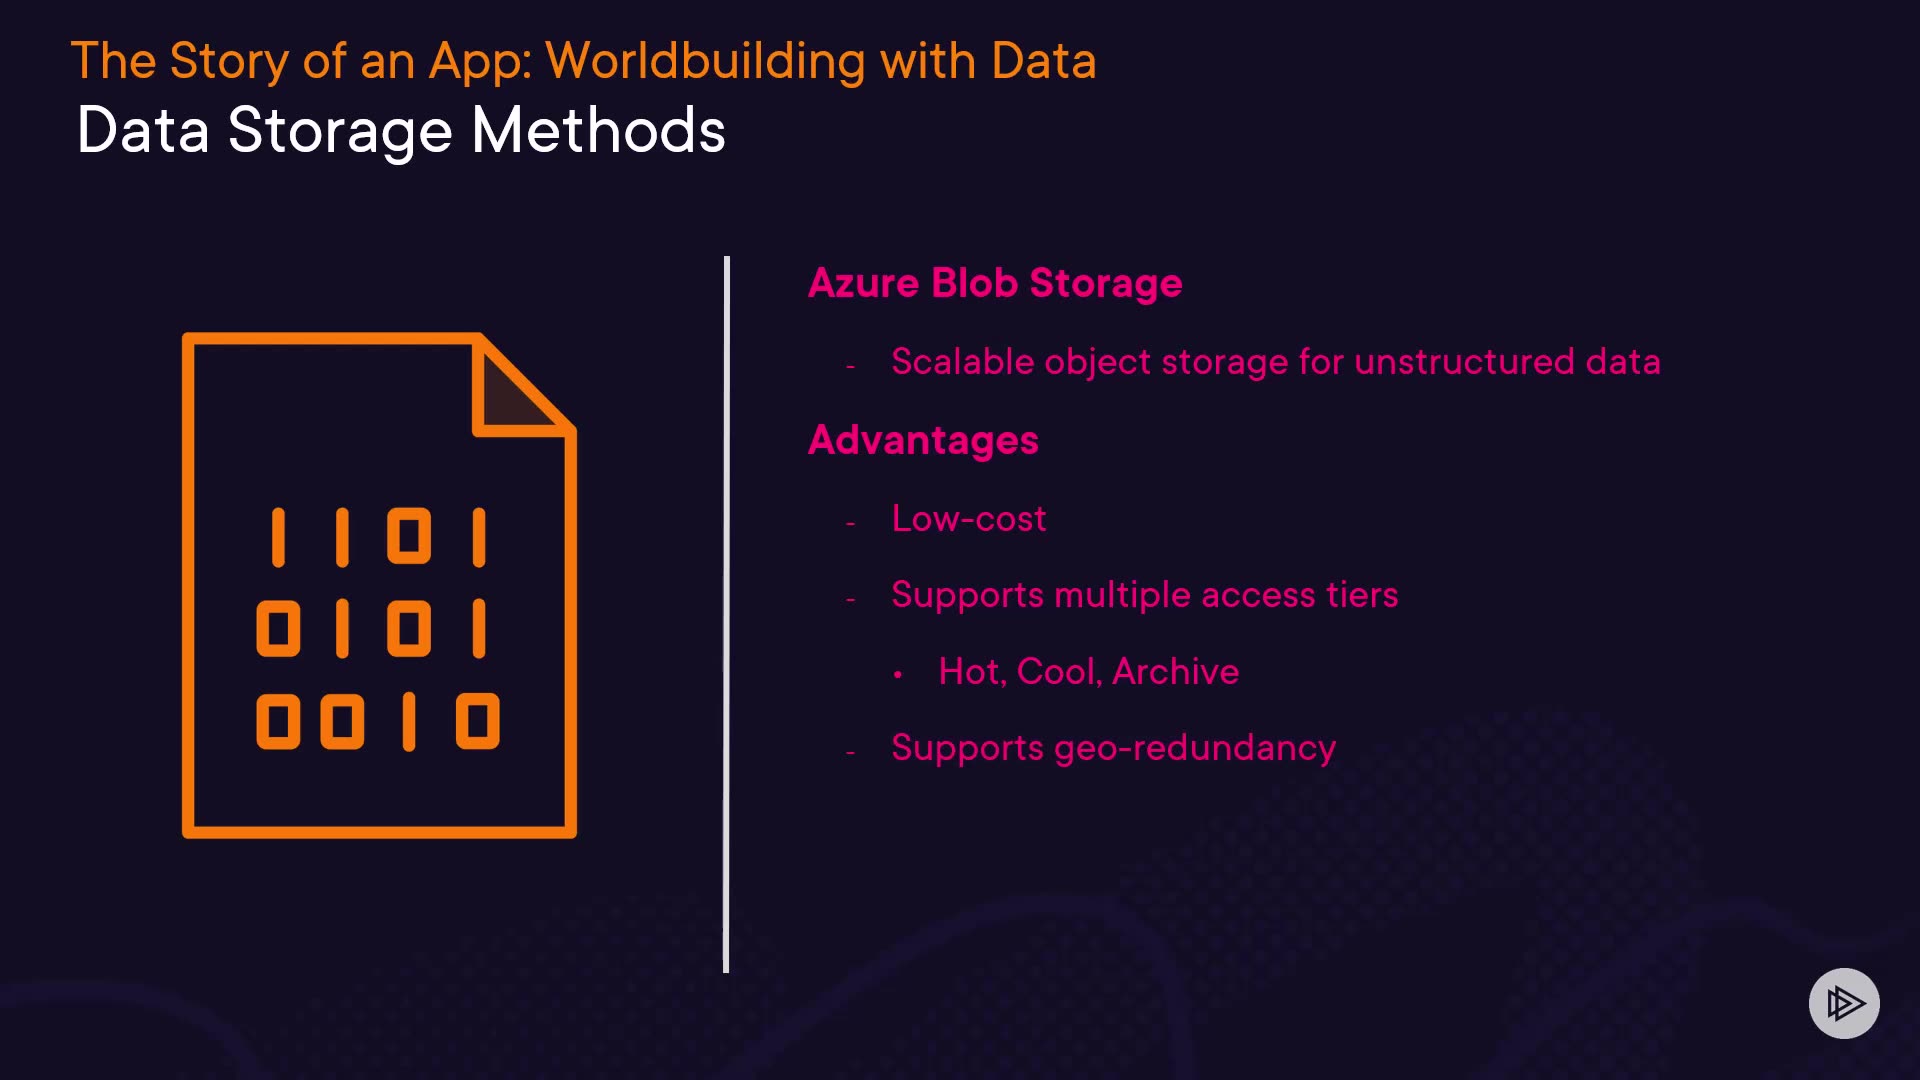 The Story of an App: Worldbuilding with Data
Data Storage Methods
1101
0101
0010
Azure Blob Storage
- Scalable object storage for unstructured data
Advantages
- Low-cost
- Supports multiple access tiers
• Hot, Cool, Archive
- Supports geo-redundancy